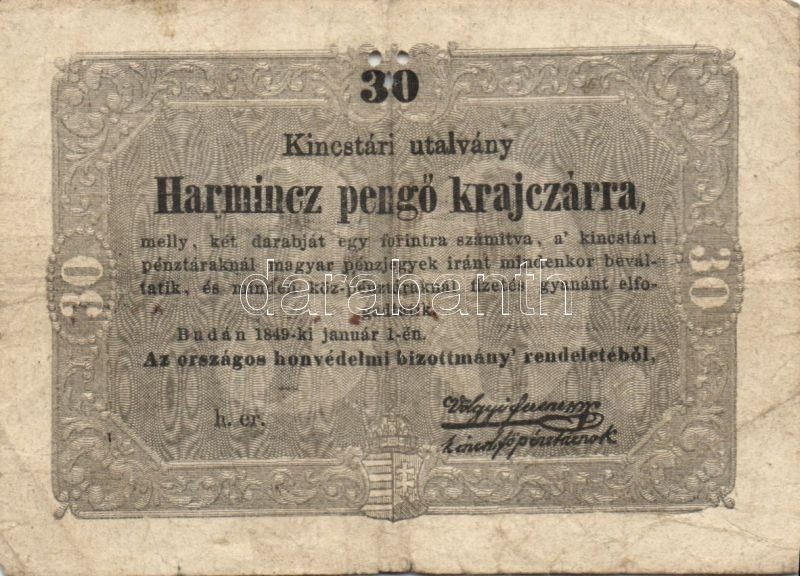 30
Kincstári utalvány
Harmincz pengő krajczárra,
melly, két darabját egy forintra számítva, a' kincstári
pénztáraknál magyar pénzjegyek iránt mindenkor bevál-
tatik, és minden köz-pénztáraknál fizetés gyanánt elfo-
darabanth
Budán 1849-ki január 1-én.
Az országos honvédelmi bizottmány' rendeletéből,
h. er.
30
30